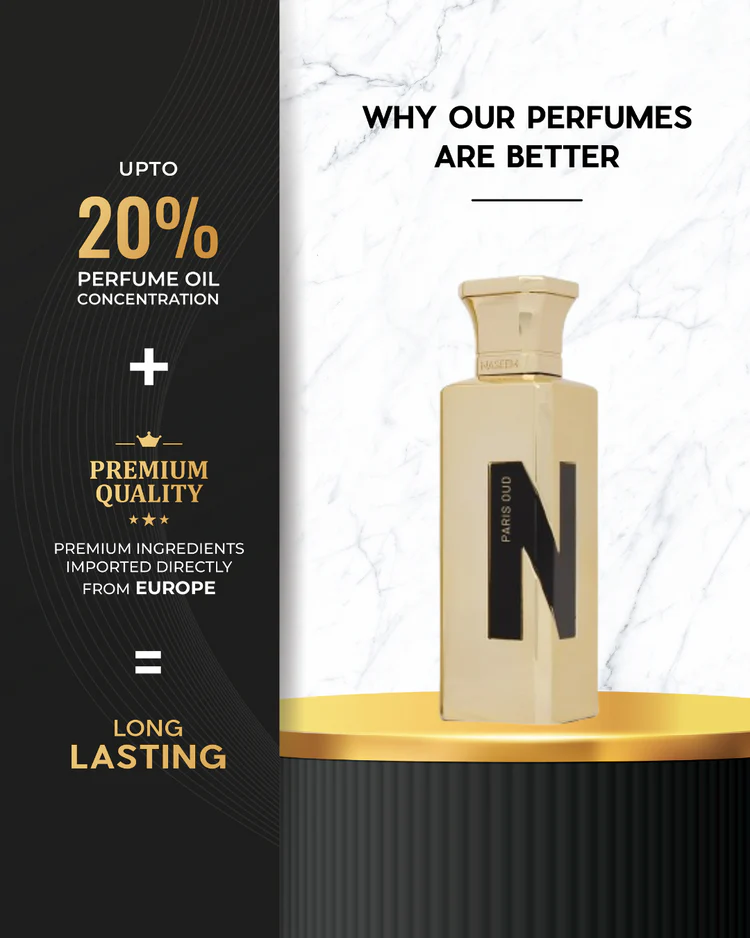 WHY OUR PERFUMES
ARE BETTER
UPTO
20%
PERFUME OIL
CONCENTRATION
+
PREMIUM
QUALITY
PREMIUM INGREDIENTS
IMPORTED DIRECTLY
FROM EUROPE
=
LONG
LASTING
NASEEM
PARIS OUD
N